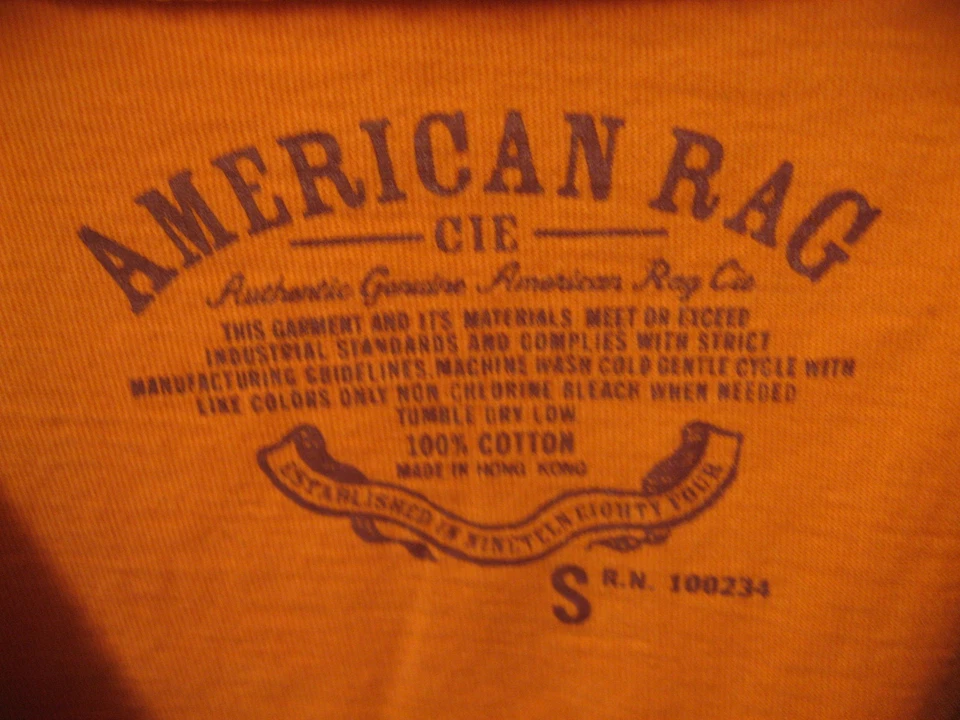 AMERICAN RAG
CIE
Authentic Genuine American Rag Cie
THIS GARMENT AND ITS MATERIALS MEET OR EXCEED
INDUSTRIAL STANDARDS AND COMPLIES WITH STRICT
MANUFACTURING GUIDELINES. MACHINE WASH COLD GENTLE CYCLE WITH
LIKE COLORS ONLY NON CHLORINE BLEACH WHEN NEEDED
TUMBLE DRY LOW
100% COTTON
MADE IN HONG KONG
ESTABLISHED IN NINETEEN EIGHTY FOUR
S R.N. 100234